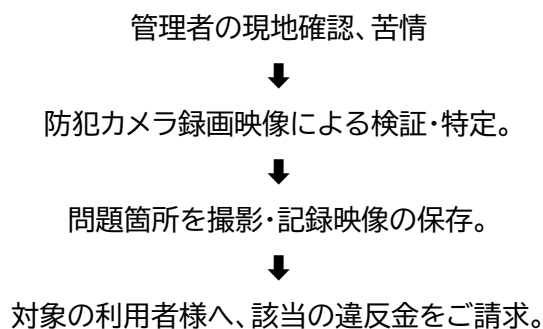 管理者の現地確認、苦情
⬇
防犯カメラ録画映像による検証・特定。
⬇
問題箇所を撮影・記録映像の保存。
⬇
対象の利用者様へ、該当の違反金をご請求。